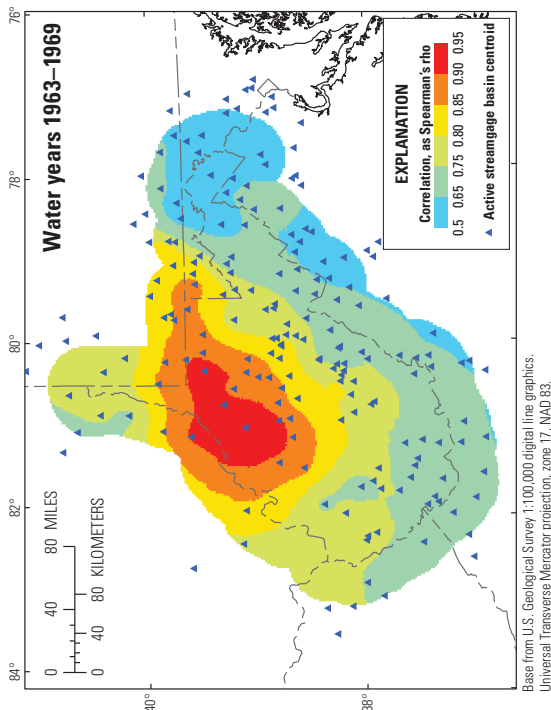 Water years 1963–1969
84°
82°
80°
78°
76°
40°
38°
0 40 80 MILES
0 40 80 KILOMETERS
EXPLANATION
Correlation, as Spearman's rho
0.5 0.65 0.75 0.80 0.85 0.90 0.95
Active streamgage basin centroid
Base from U.S. Geological Survey 1:100,000 digital line graphics.
Universal Transverse Mercator projection, zone 17, NAD 83.